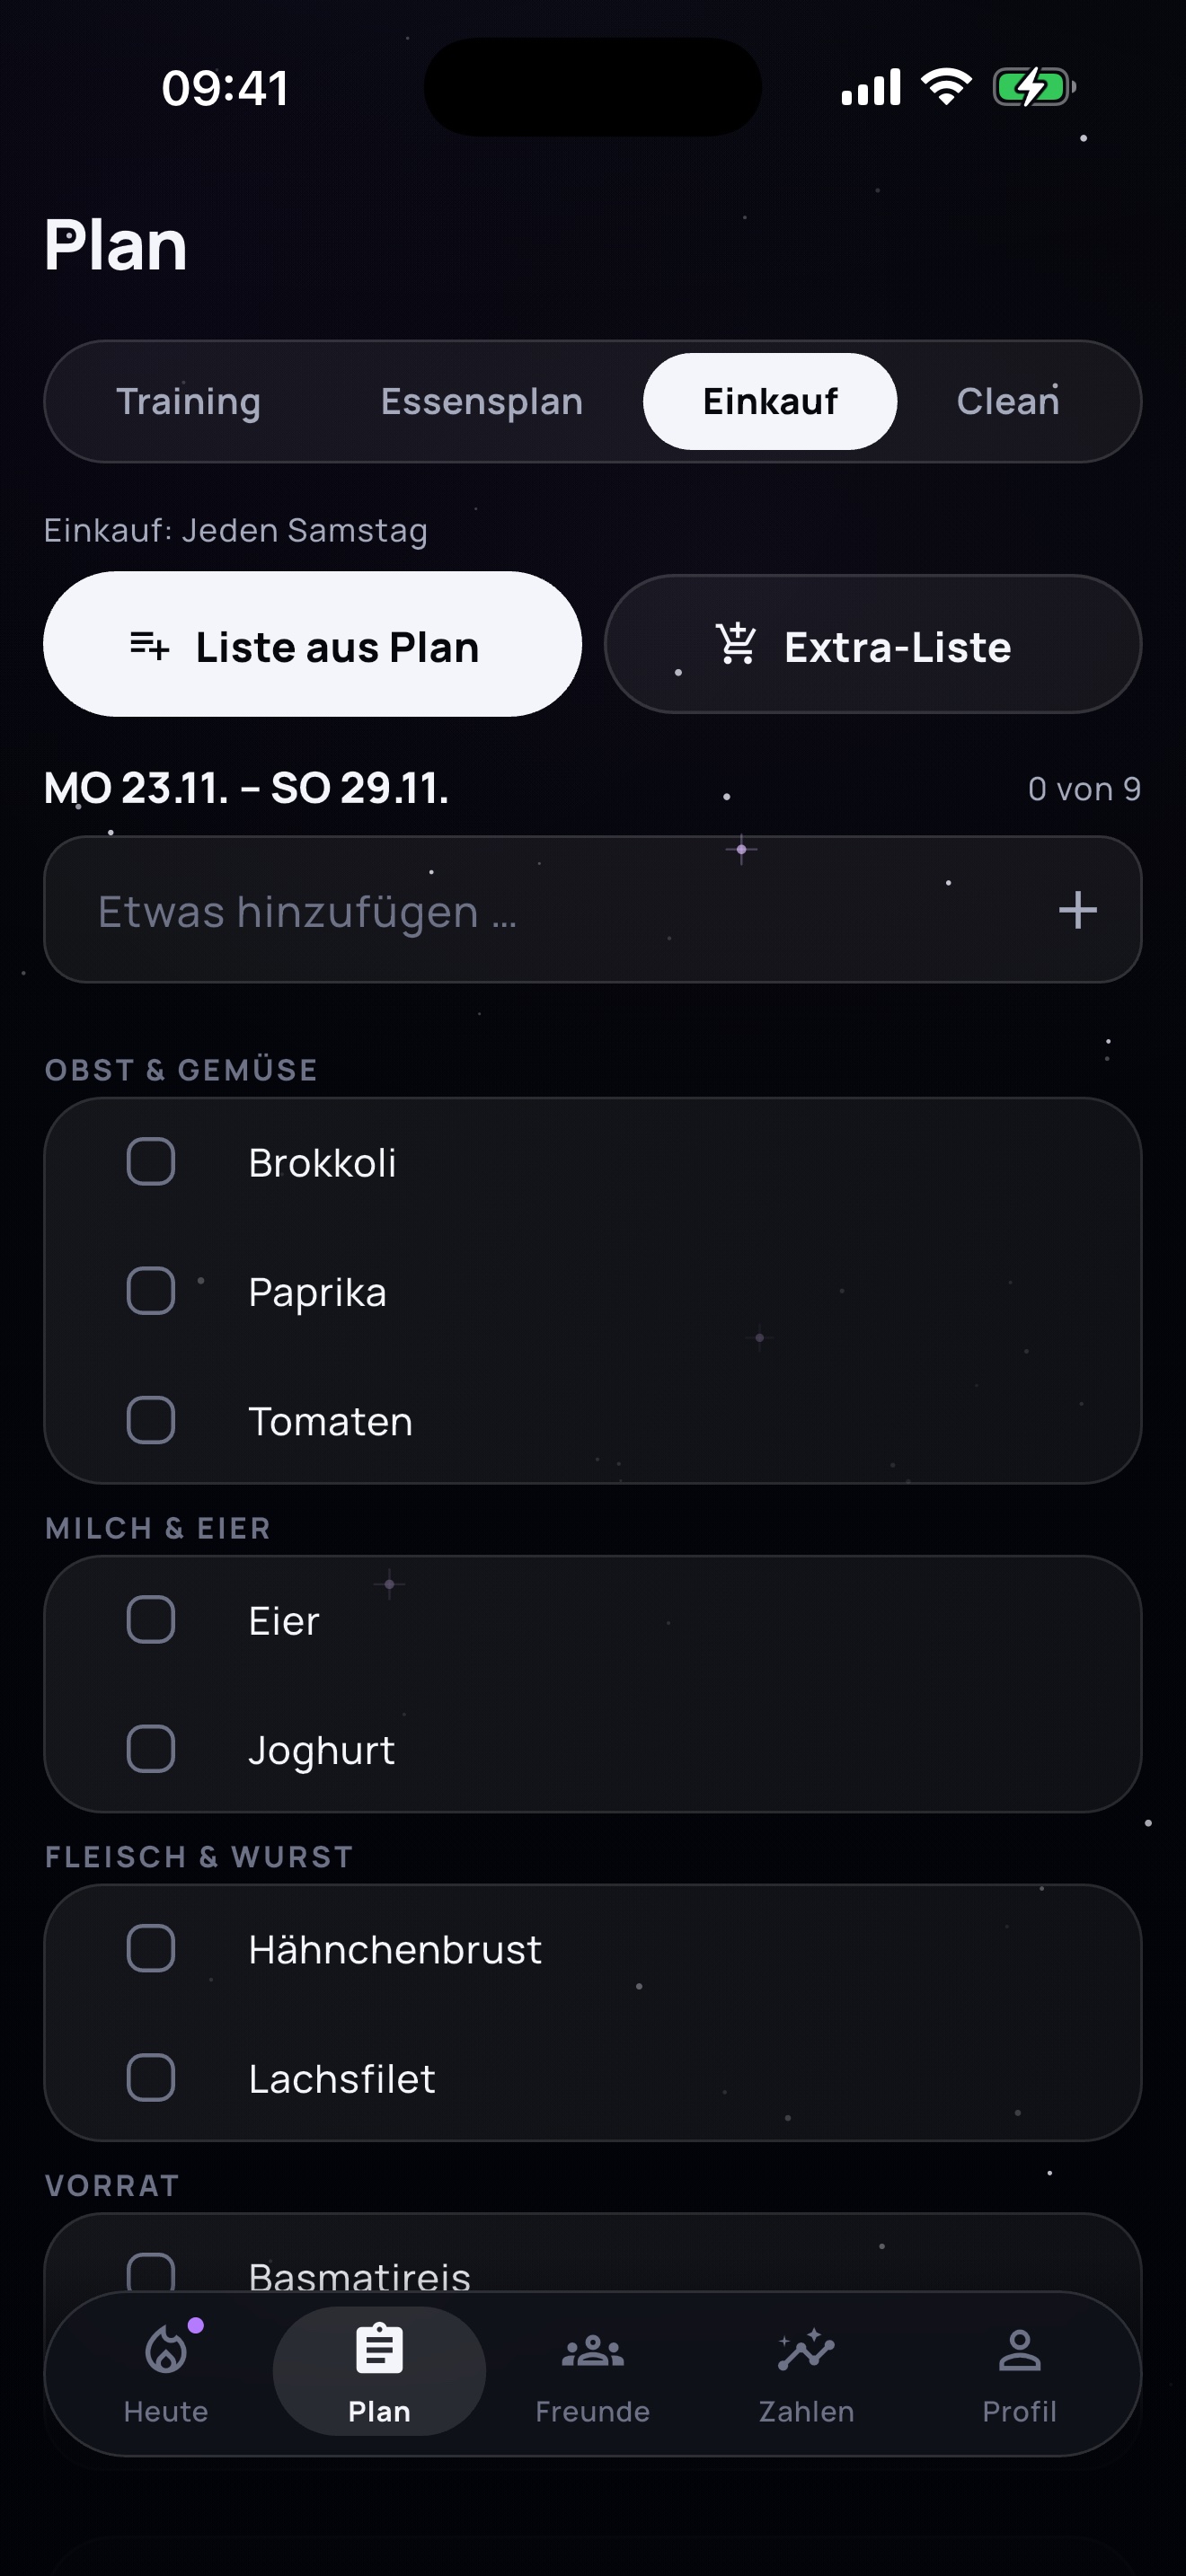 09:41
Plan
Training Essensplan Einkauf Clean
Einkauf: Jeden Samstag
Liste aus Plan Extra-Liste
MO 23.11. – SO 29.11. 0 von 9
Etwas hinzufügen ...
OBST & GEMÜSE
Brokkoli
Paprika
Tomaten
MILCH & EIER
Eier
Joghurt
FLEISCH & WURST
Hähnchenbrust
Lachsfilet
VORRAT
Basmatireis
Heute Plan Freunde Zahlen Profil